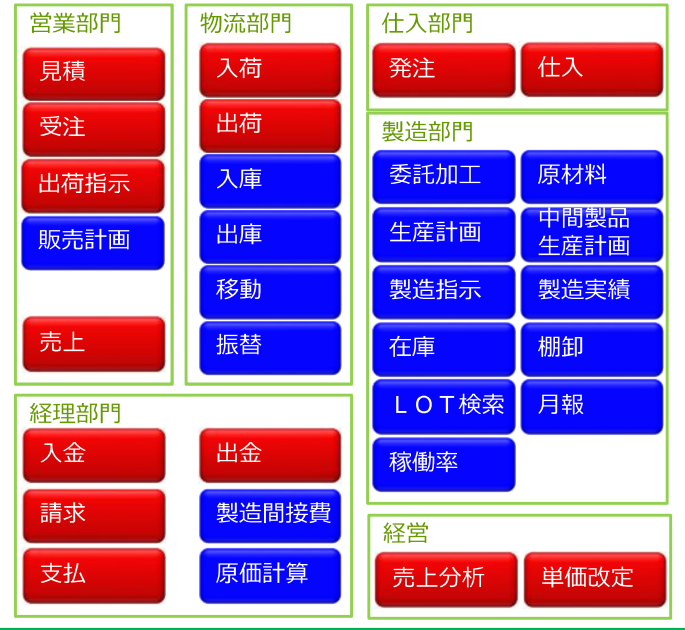 営業部門
見積
受注
出荷指示
販売計画
売上
物流部門
入荷
出荷
入庫
出庫
移動
振替
仕入部門
発注
仕入
製造部門
委託加工
原材料
生産計画
中間製品
生産計画
製造指示
製造実績
在庫
棚卸
ＬＯＴ検索
月報
稼働率
経理部門
入金
出金
請求
製造間接費
支払
原価計算
経営
売上分析
単価改定